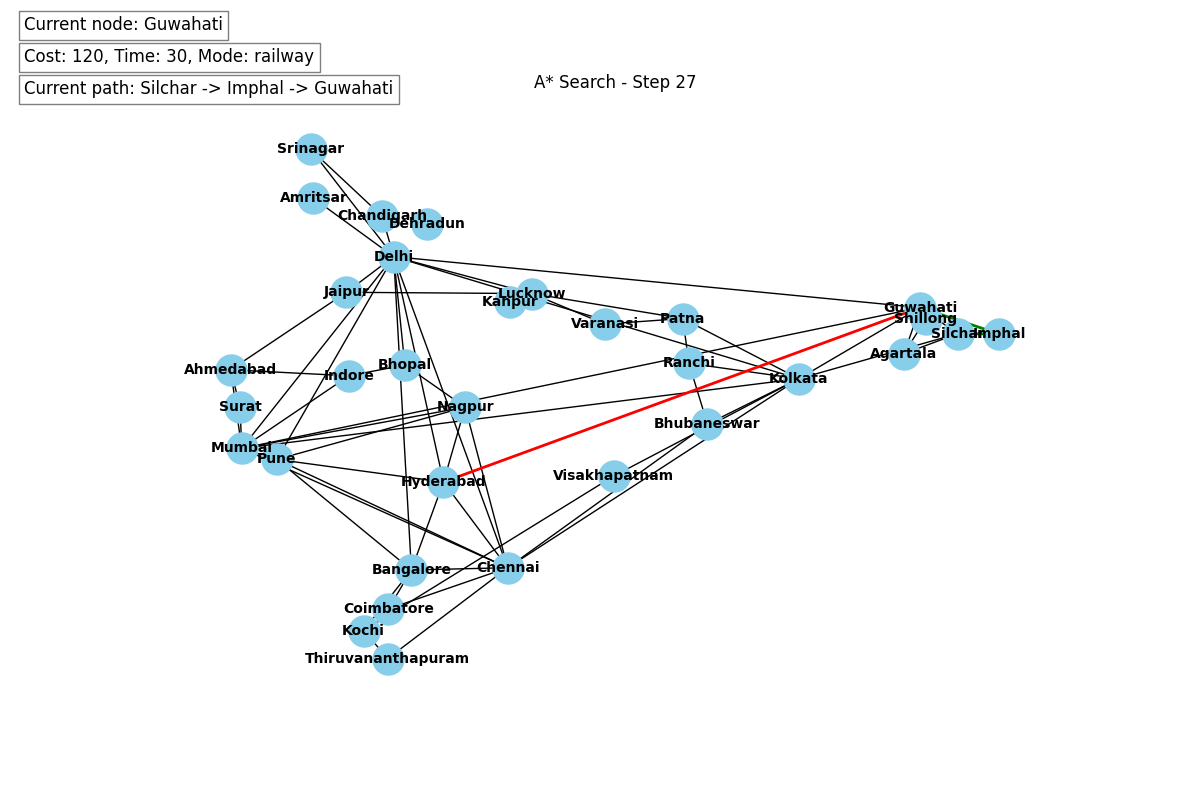 Current node: Guwahati
Cost: 120, Time: 30, Mode: railway
A* Search - Step 27
Current path: Silchar -> Imphal -> Guwahati
Srinagar
Amritsar
Chandigarh
Dehradun
Delhi
Jaipur
Lucknow
Kanpur
Guwahati
Shillong
Patna
Varanasi
Silchar
Imphal
Agartala
Ranchi
Bhopal
Ahmedabad
Indore
Kolkata
Surat
Nagpur
Bhubaneswar
Mumbai
Pune
Visakhapatnam
Hyderabad
Chennai
Bangalore
Coimbatore
Kochi
Thiruvananthapuram